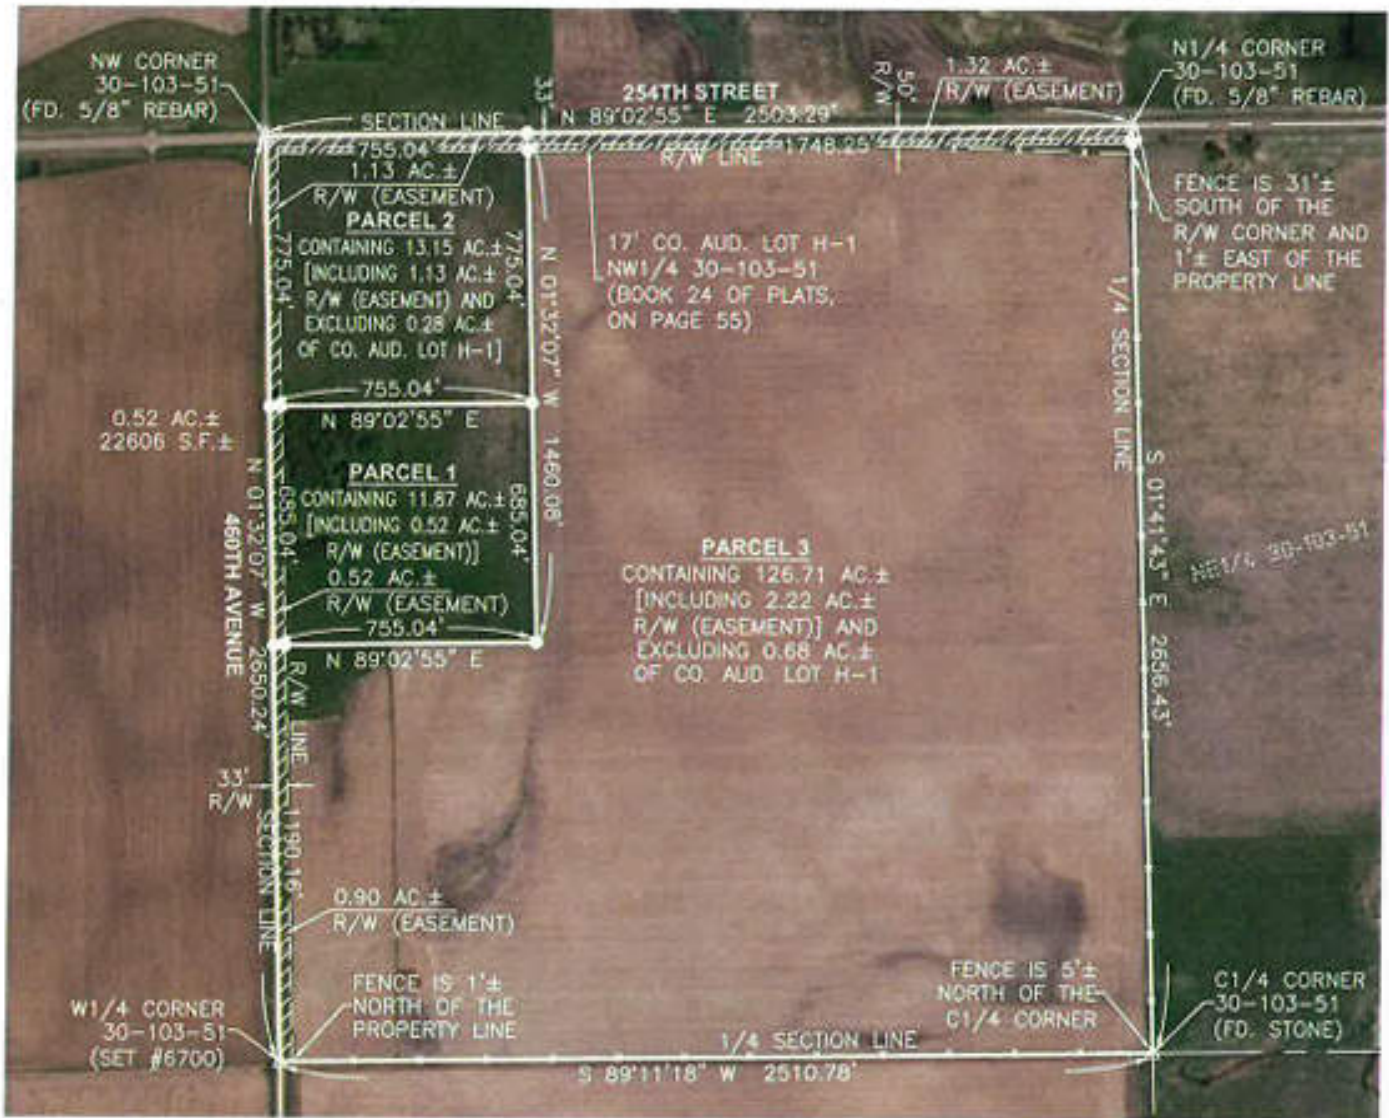 NW CORNER
30-103-51
(FD. 5/8" REBAR)
N1/4 CORNER
30-103-51
(FD. 5/8" REBAR)
254TH STREET
N 89°02'55" E 2503.29'
33'
50'
R/W
1.32 AC.±
R/W (EASEMENT)
SECTION LINE
755.04'
R/W LINE
1748.25'
1.13 AC.±
R/W (EASEMENT)
PARCEL 2
CONTAINING 13.15 AC.±
[INCLUDING 1.13 AC.±
R/W (EASEMENT) AND
EXCLUDING 0.28 AC.±
OF CO. AUD. LOT H-1]
775.04'
775.04'
N 01°32'07" W 1460.08'
17' CO. AUD. LOT H-1
NW1/4 30-103-51
(BOOK 24 OF PLATS,
ON PAGE 55)
FENCE IS 31'±
SOUTH OF THE
R/W CORNER AND
1'± EAST OF THE
PROPERTY LINE
1/4 SECTION LINE
S 01°41'43" E 2656.43'
NE1/4 30-103-51
755.04'
N 89°02'55" E
0.52 AC.±
22606 S.F.±
PARCEL 1
CONTAINING 11.87 AC.±
[INCLUDING 0.52 AC.±
R/W (EASEMENT)]
685.04'
685.04'
0.52 AC.±
R/W (EASEMENT)
755.04'
N 89°02'55" E
N 01°32'07" W 2650.24'
460TH AVENUE
PARCEL 3
CONTAINING 126.71 AC.±
[INCLUDING 2.22 AC.±
R/W (EASEMENT)] AND
EXCLUDING 0.68 AC.±
OF CO. AUD. LOT H-1
R/W LINE
33'
R/W
SECTION LINE
1190.16'
0.90 AC.±
R/W (EASEMENT)
W1/4 CORNER
30-103-51
(SET #6700)
FENCE IS 1'±
NORTH OF THE
PROPERTY LINE
FENCE IS 5'±
NORTH OF THE
C1/4 CORNER
C1/4 CORNER
30-103-51
(FD. STONE)
1/4 SECTION LINE
S 89°11'18" W 2510.78'